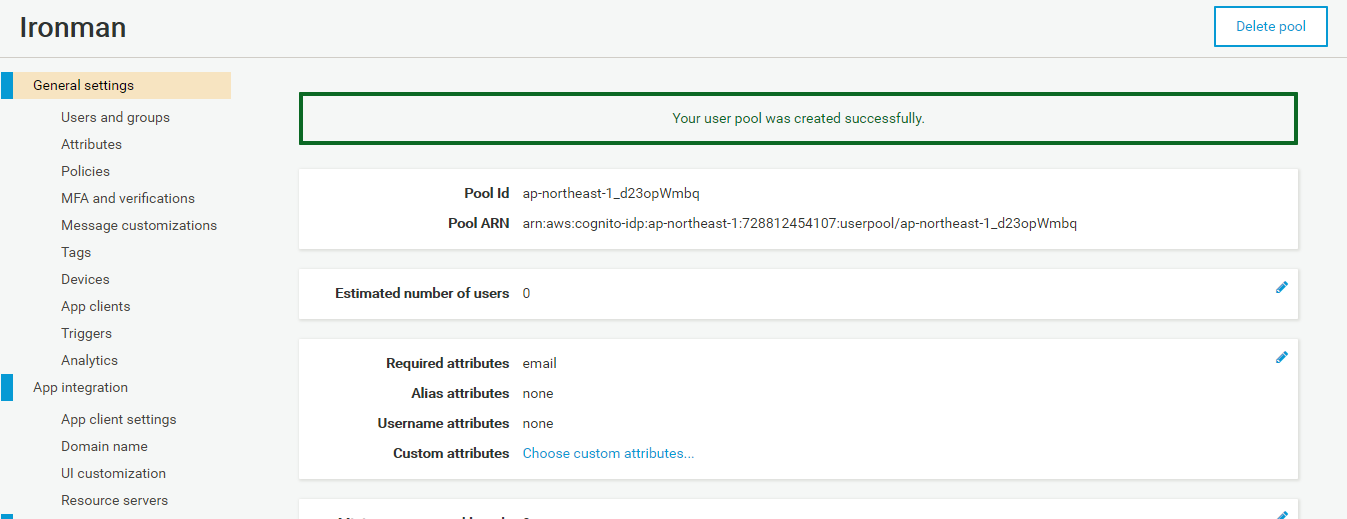 Ironman
Delete pool
General settings
Users and groups
Attributes
Policies
MFA and verifications
Message customizations
Tags
Devices
App clients
Triggers
Analytics
App integration
App client settings
Domain name
UI customization
Resource servers
Your user pool was created successfully.
Pool Id ap-northeast-1_d23opWmbq
Pool ARN arn:aws:cognito-idp:ap-northeast-1:728812454107:userpool/ap-northeast-1_d23opWmbq
Estimated number of users 0
Required attributes email
Alias attributes none
Username attributes none
Custom attributes Choose custom attributes...